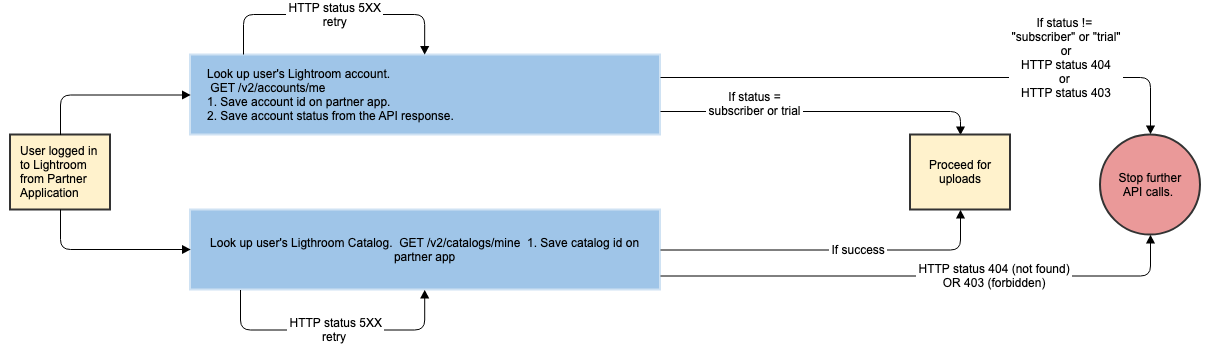 HTTP status 5XX
retry
If status !=
"subscriber" or "trial"
or
HTTP status 404
or
HTTP status 403
Look up user's Lightroom account.
GET /v2/accounts/me
1. Save account id on partner app.
2. Save account status from the API response.
If status =
subscriber or trial
User logged in
to Lightroom
from Partner
Application
Proceed for
uploads
Stop further
API calls.
Look up user's Ligthroom Catalog.  GET /v2/catalogs/mine  1. Save catalog id on
partner app
If success
HTTP status 404 (not found)
OR 403 (forbidden)
HTTP status 5XX
retry